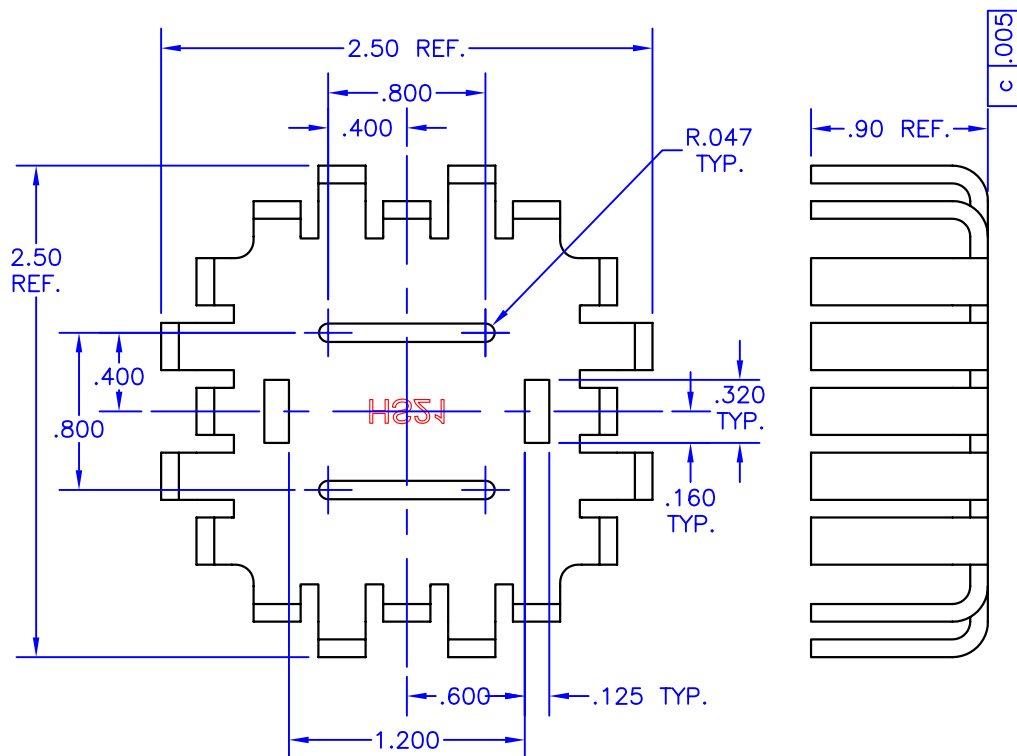 2.50 REF.
.005
c
.800
.90 REF.
.400
R.047
TYP.
2.50
REF.
.400
.320
TYP.
.800
.160
TYP.
.600
.125 TYP.
1.200